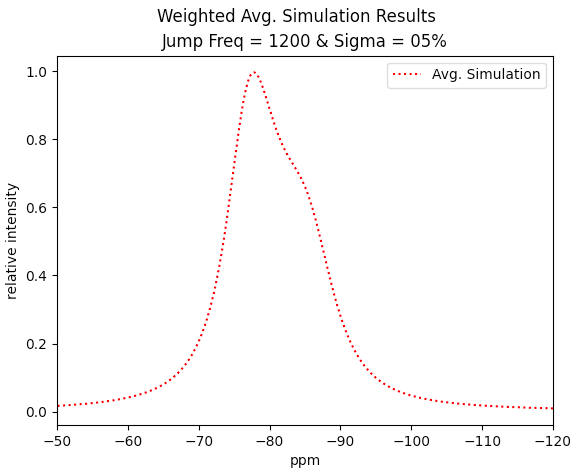 Weighted Avg. Simulation Results
Jump Freq = 1200 & Sigma = 05%
Avg. Simulation
relative intensity
1.0
0.8
0.6
0.4
0.2
0.0
−50 −60 −70 −80 −90 −100 −110 −120
ppm